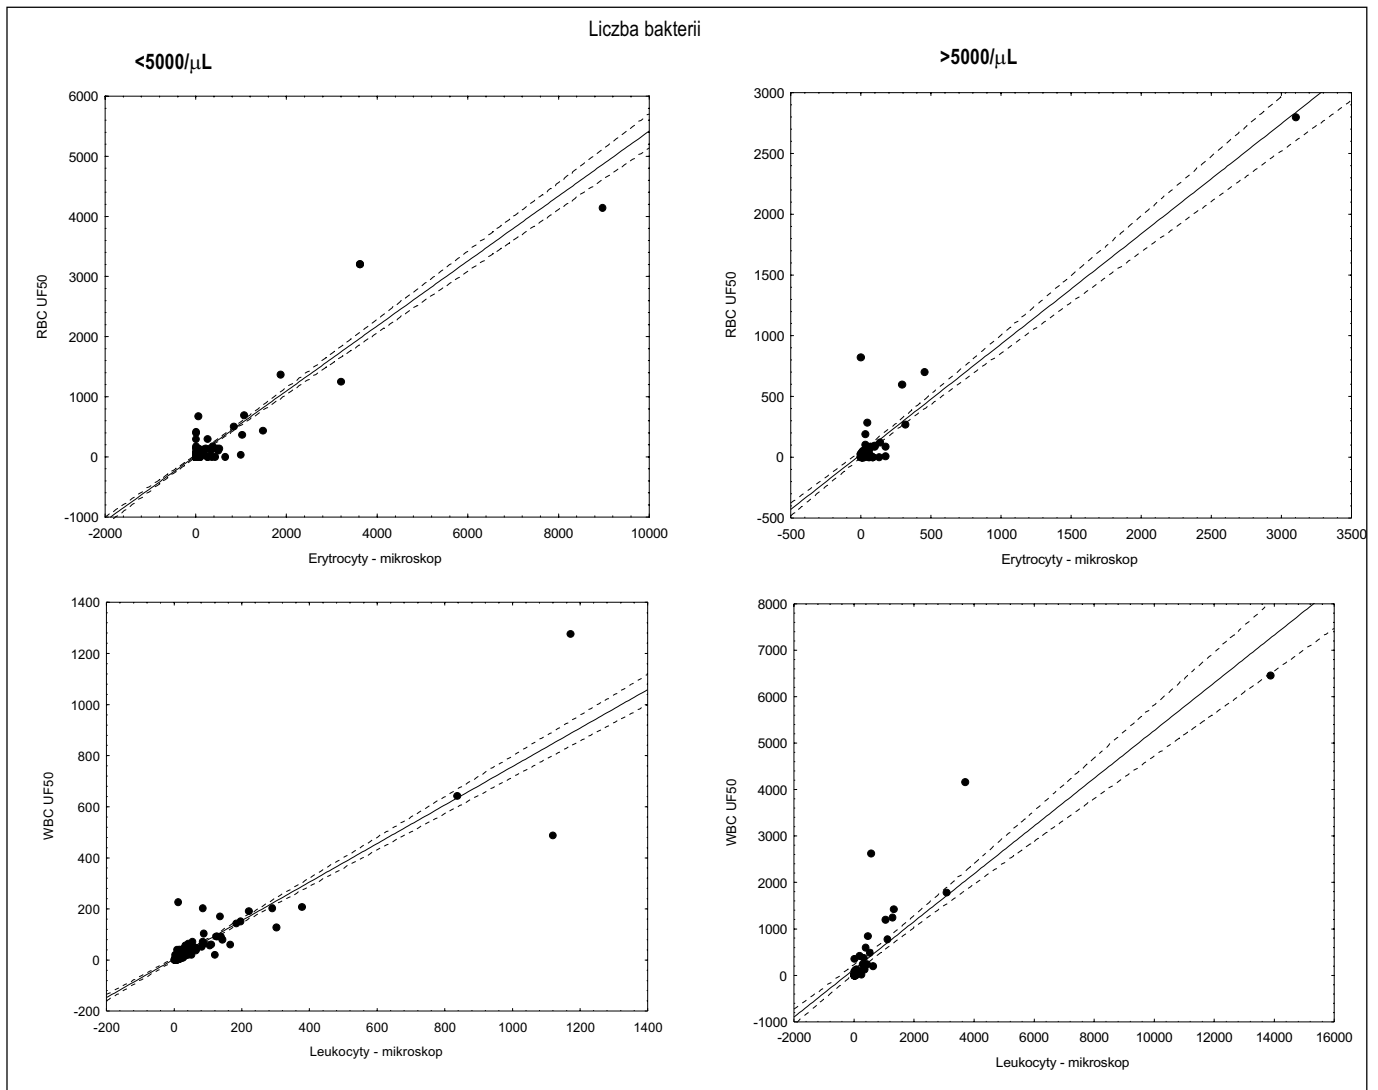 Liczba bakterii
<5000/µL
>5000/µL
6000
5000
4000
3000
2000
1000
0
-1000
RBC UF50
-2000 0 2000 4000 6000 8000 10000
Erytrocyty - mikroskop
3000
2500
2000
1500
1000
500
0
-500
RBC UF50
-500 0 500 1000 1500 2000 2500 3000 3500
Erytrocyty - mikroskop
1400
1200
1000
800
600
400
200
0
-200
WBC UF50
-200 0 200 400 600 800 1000 1200 1400
Leukocyty - mikroskop
8000
7000
6000
5000
4000
3000
2000
1000
0
-1000
WBC UF50
-2000 0 2000 4000 6000 8000 10000 12000 14000 16000
Leukocyty - mikroskop